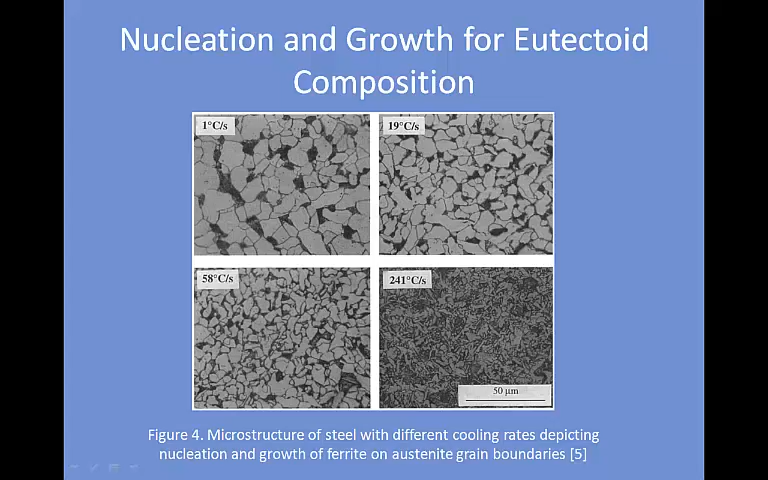 Nucleation and Growth for Eutectoid
Composition
1°C/s
19°C/s
58°C/s
241°C/s
50 μm
Figure 4. Microstructure of steel with different cooling rates depicting
nucleation and growth of ferrite on austenite grain boundaries [5]